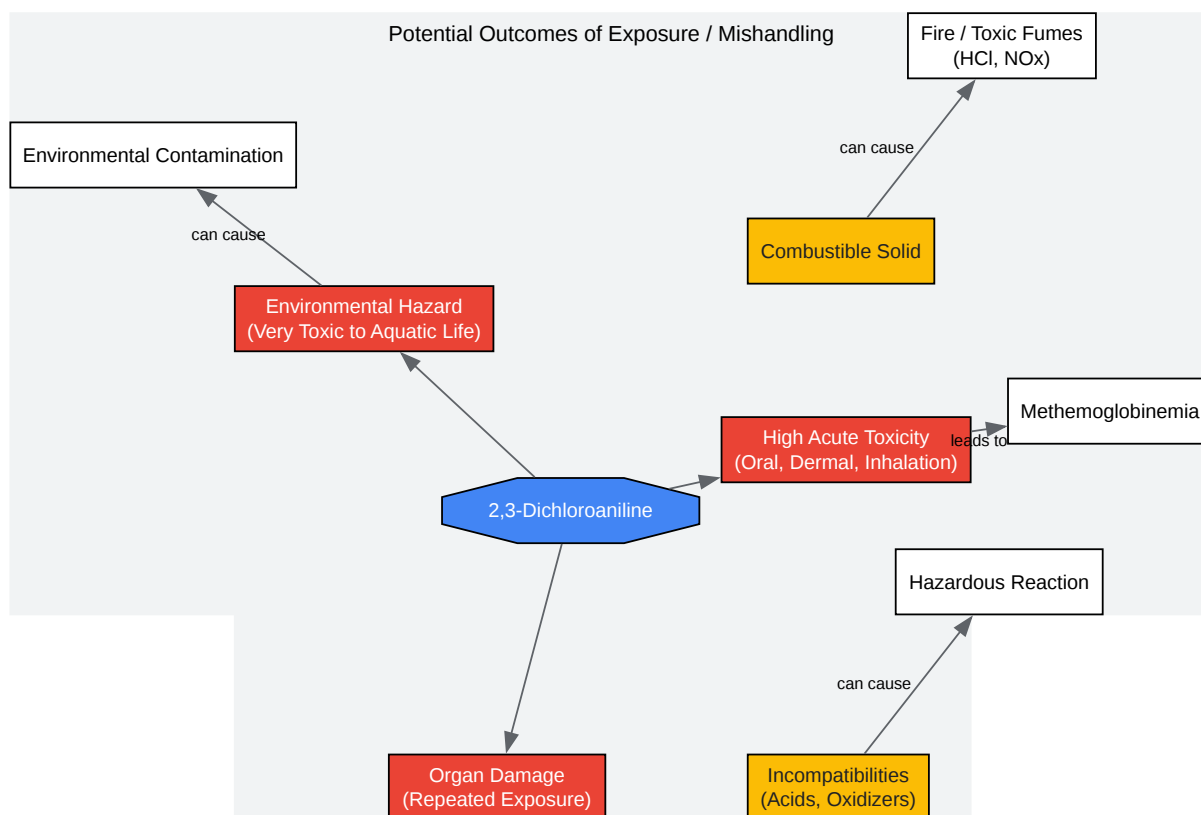 Potential Outcomes of Exposure / Mishandling
Fire / Toxic Fumes
(HCl, NOx)
can cause
Environmental Contamination
can cause
Combustible Solid
Environmental Hazard
(Very Toxic to Aquatic Life)
Methemoglobinemia
leads to
High Acute Toxicity
(Oral, Dermal, Inhalation)
2,3-Dichloroaniline
Hazardous Reaction
can cause
Organ Damage
(Repeated Exposure)
Incompatibilities
(Acids, Oxidizers)